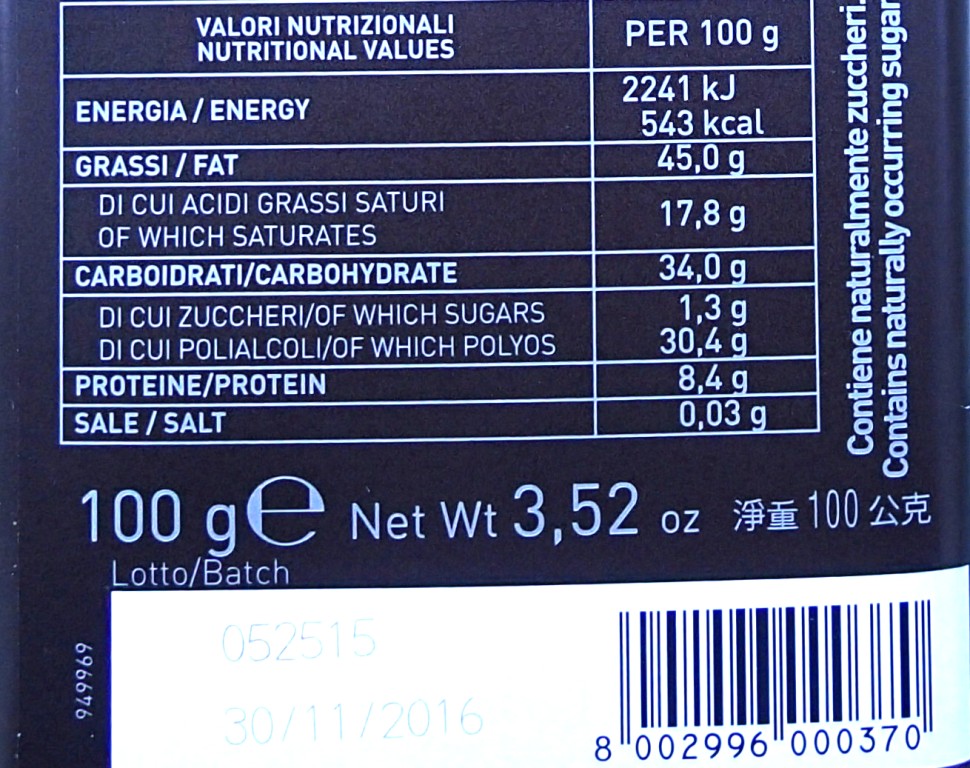 VALORI NUTRIZIONALI
NUTRITIONAL VALUES
PER 100 g
ENERGIA / ENERGY
2241 kJ
543 kcal
GRASSI / FAT
45,0 g
DI CUI ACIDI GRASSI SATURI
OF WHICH SATURATES
17,8 g
CARBOIDRATI/CARBOHYDRATE
34,0 g
DI CUI ZUCCHERI/OF WHICH SUGARS
1,3 g
DI CUI POLIALCOLI/OF WHICH POLYOS
30,4 g
PROTEINE/PROTEIN
8,4 g
SALE / SALT
0,03 g
Contiene naturalmente zuccheri.
Contains naturally occurring sugar
100 g e Net Wt 3,52 oz 淨重 100 公克
Lotto/Batch
052515
30/11/2016
949969
8 002996 000370